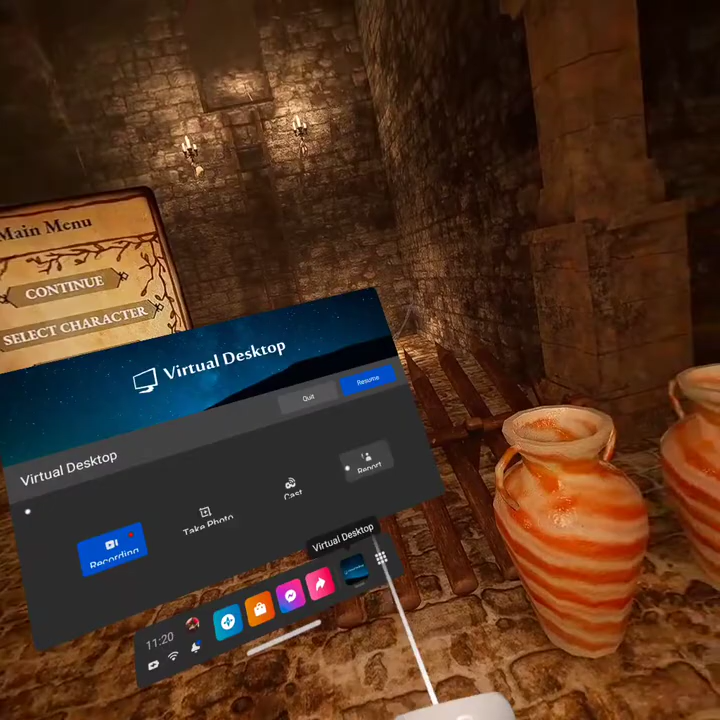 Main Menu
CONTINUE
SELECT CHARACTER
Virtual Desktop
Quit
Resume
Virtual Desktop
Recording
Take Photo
Cast
Report
Virtual Desktop
11:20